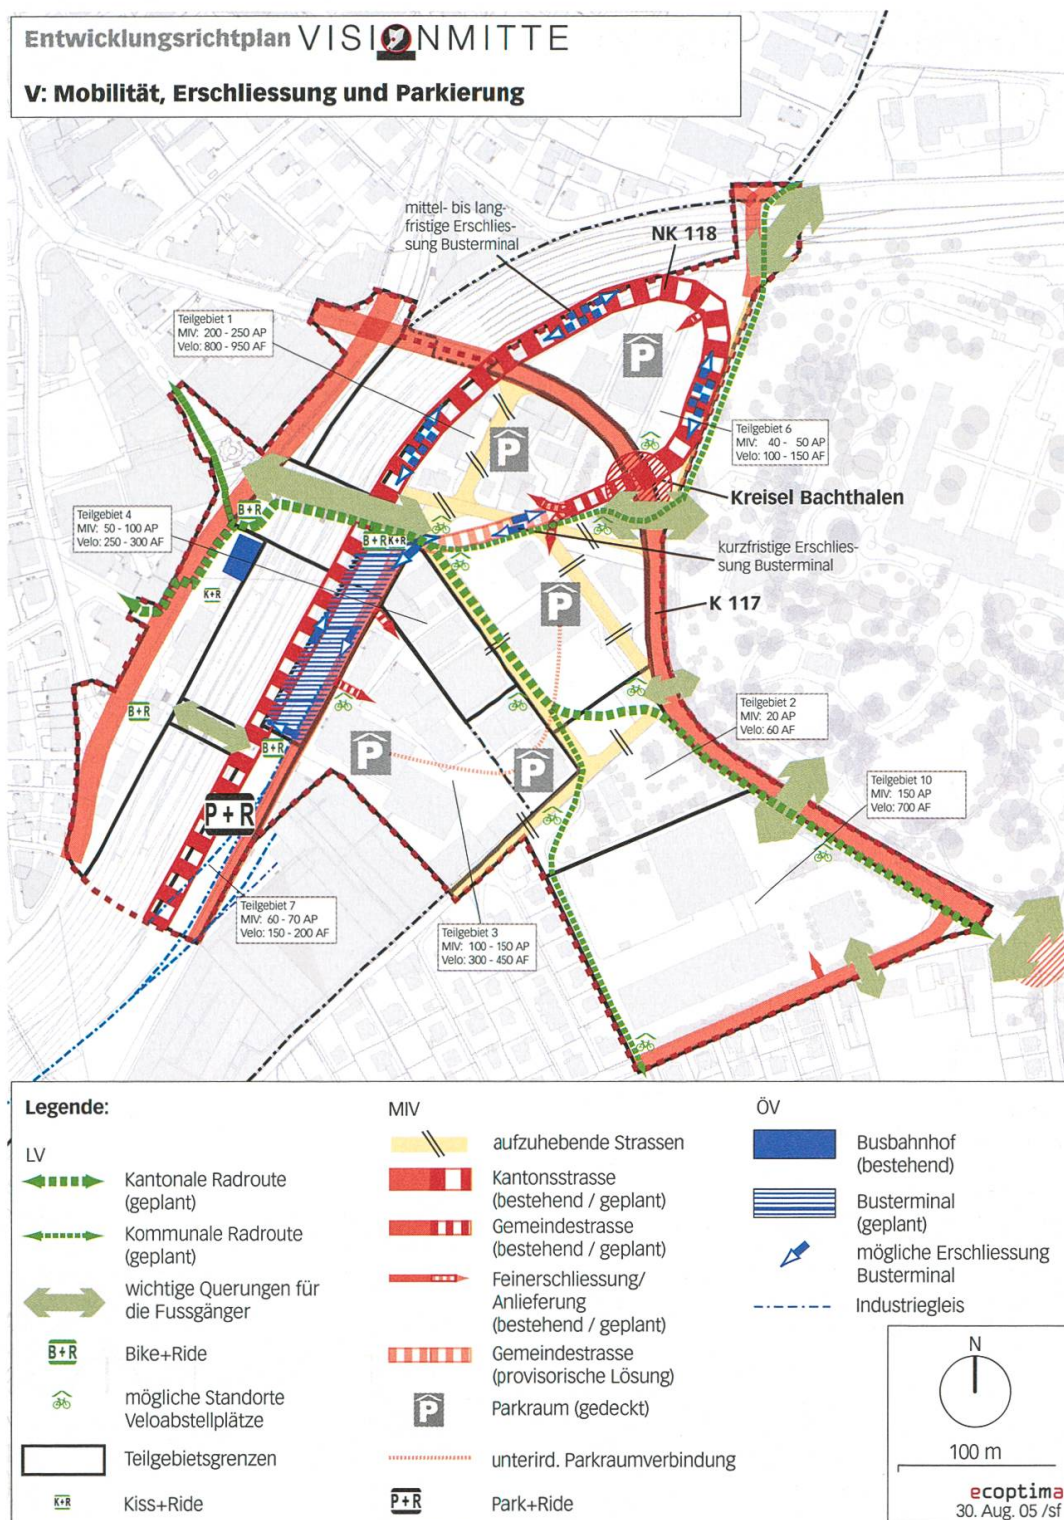 Entwicklungsrichtplan VISIONMITTE
V: Mobilität, Erschliessung und Parkierung
mittel- bis lang-
fristige Erschlies-
sung Busterminal
NK 118
Teilgebiet 1
MIV: 200 - 250 AP
Velo: 800 - 950 AF
P
P
Teilgebiet 6
MIV: 40 - 50 AP
Velo: 100 - 150 AF
Kreisel Bachthalen
B+R
Teilgebiet 4
MIV: 50 - 100 AP
Velo: 250 - 300 AF
B+R K+R
kurzfristige Erschlies-
sung Busterminal
K+R
P
K 117
B+R
B+R
Teilgebiet 2
MIV: 20 AP
Velo: 60 AF
P
P
Teilgebiet 10
MIV: 150 AP
Velo: 700 AF
P+R
Teilgebiet 7
MIV: 60 - 70 AP
Velo: 150 - 200 AF
Teilgebiet 3
MIV: 100 - 150 AP
Velo: 300 - 450 AF
Legende:
LV
Kantonale Radroute
(geplant)
Kommunale Radroute
(geplant)
wichtige Querungen für
die Fussgänger
B+R Bike+Ride
mögliche Standorte
Veloabstellplätze
Teilgebietsgrenzen
K+R Kiss+Ride
MIV
aufzuhebende Strassen
Kantonsstrasse
(bestehend / geplant)
Gemeindestrasse
(bestehend / geplant)
Feinerschliessung/
Anlieferung
(bestehend / geplant)
Gemeindestrasse
(provisorische Lösung)
P Parkraum (gedeckt)
unterird. Parkraumverbindung
P+R Park+Ride
ÖV
Busbahnhof
(bestehend)
Busterminal
(geplant)
mögliche Erschliessung
Busterminal
Industriegleis
N
100 m
ecoptima
30. Aug. 05 /sf